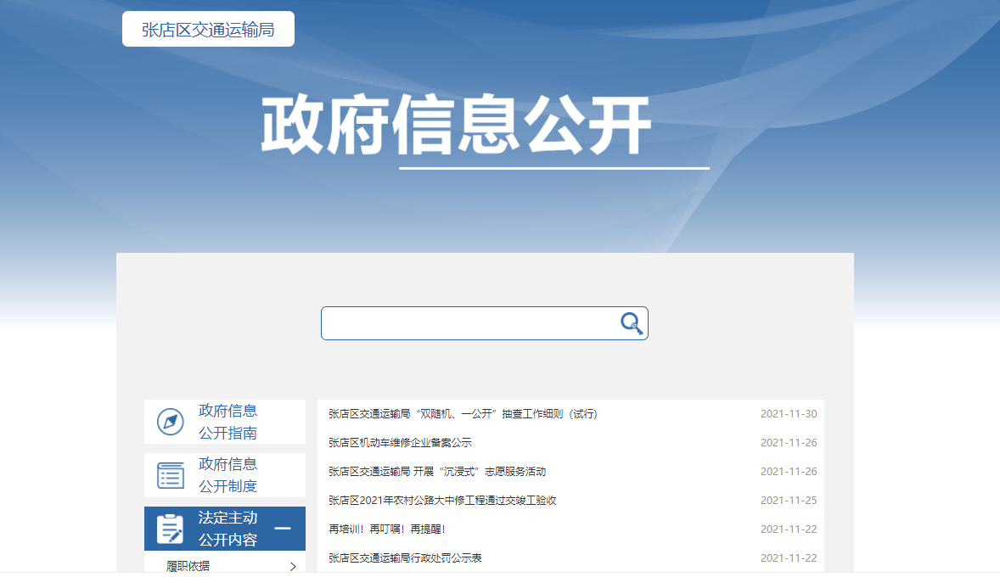 张店区交通运输局
政府信息公开
政府信息
公开指南
政府信息
公开制度
法定主动
公开内容
履职依据
张店区交通运输局“双随机、一公开”抽查工作细则（试行） 2021-11-30
张店区机动车维修企业备案公示 2021-11-26
张店区交通运输局 开展“沉浸式”志愿服务活动 2021-11-26
张店区2021年农村公路大中修工程通过交竣工验收 2021-11-25
再培训！再叮嘱！再提醒！ 2021-11-22
张店区交通运输局行政处罚公示表 2021-11-22